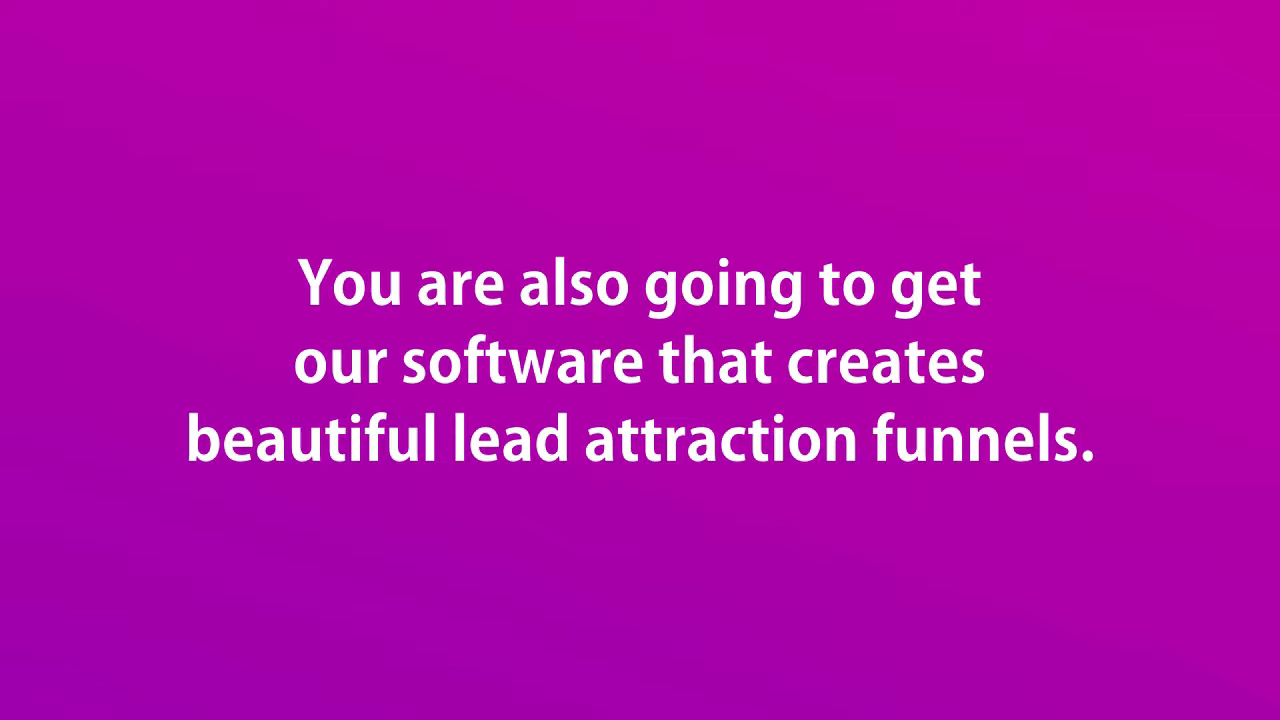 You are also going to get
our software that creates
beautiful lead attraction funnels.